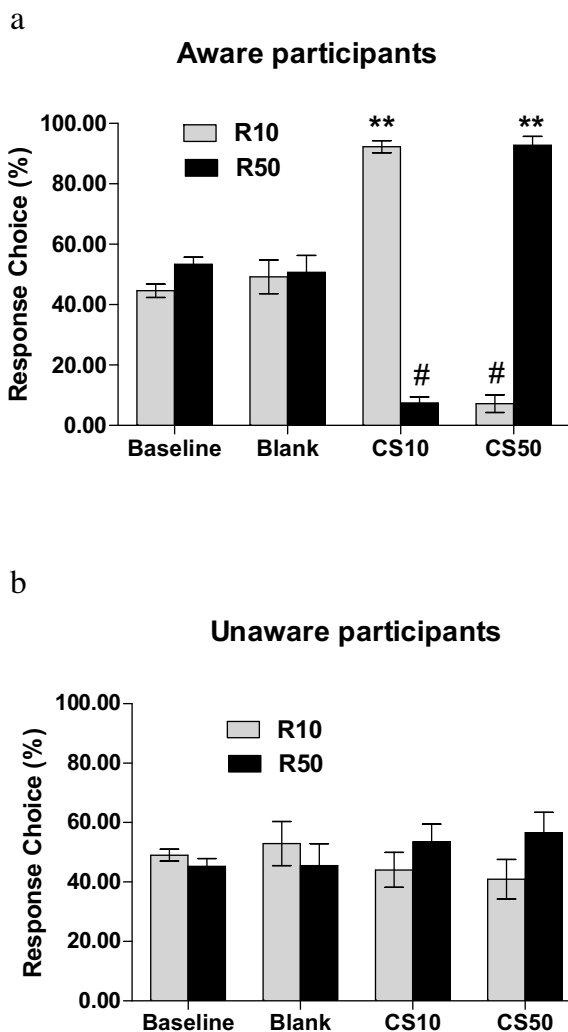 a
Aware participants
Response Choice (%)
100.00
80.00
60.00
40.00
20.00
0.00
R10
R50
** **
# #
Baseline Blank CS10 CS50
b
Unaware participants
Response Choice (%)
100.00
80.00
60.00
40.00
20.00
0.00
R10
R50
Baseline Blank CS10 CS50